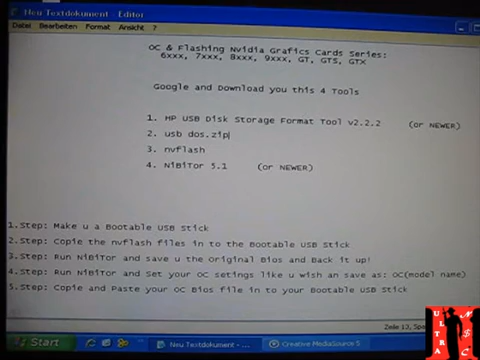 Neu Textdokument - Editor
Datei Bearbeiten Format Ansicht ?
OC & Flashing Nvidia Grafics Cards Series:
6xxx, 7xxx, 8xxx, 9xxx, GT, GTS, GTX
Google and Download you this 4 Tools
1. HP USB Disk Storage Format Tool v2.2.2 (or NEWER)
2. usb dos.zip
3. nvflash
4. NiBiTor 5.1 (or NEWER)
1.Step: Make u a Bootable USB Stick
2.Step: Copie the nvflash files in to the Bootable USB Stick
3.Step: Run NiBiTor and save u the Original Bios and Back it up!
4.Step: Run NiBiTor and Set your OC setings like u wish an save as: OC(model name)
5.Step: Copie and Paste your OC Bios file in to your Bootable USB Stick
Zeile 13, Spa
Start
Neu Textdokument - ...
Creative MediaSource 5
ULTRA